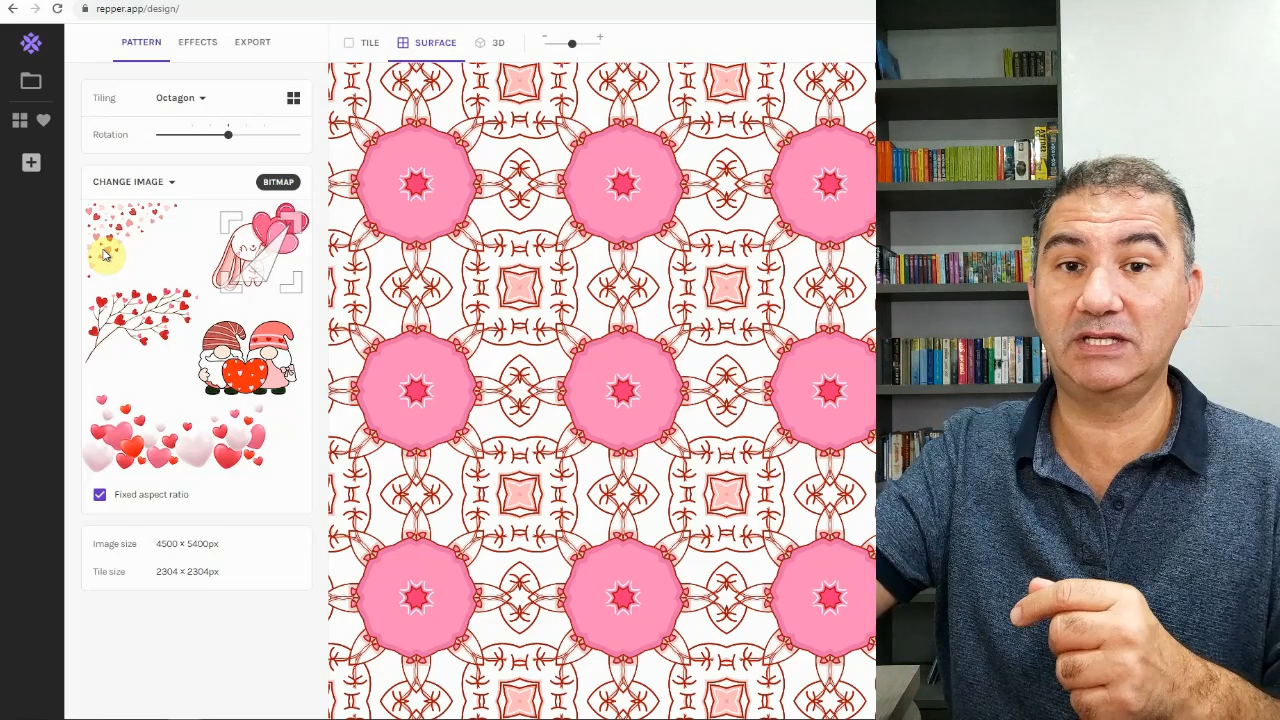 repper.app/design/
PATTERN EFFECTS EXPORT
TILE SURFACE 3D - +
Tiling Octagon
Rotation
CHANGE IMAGE BITMAP
Fixed aspect ratio
Image size 4500 × 5400px
Tile size 2304 × 2304px